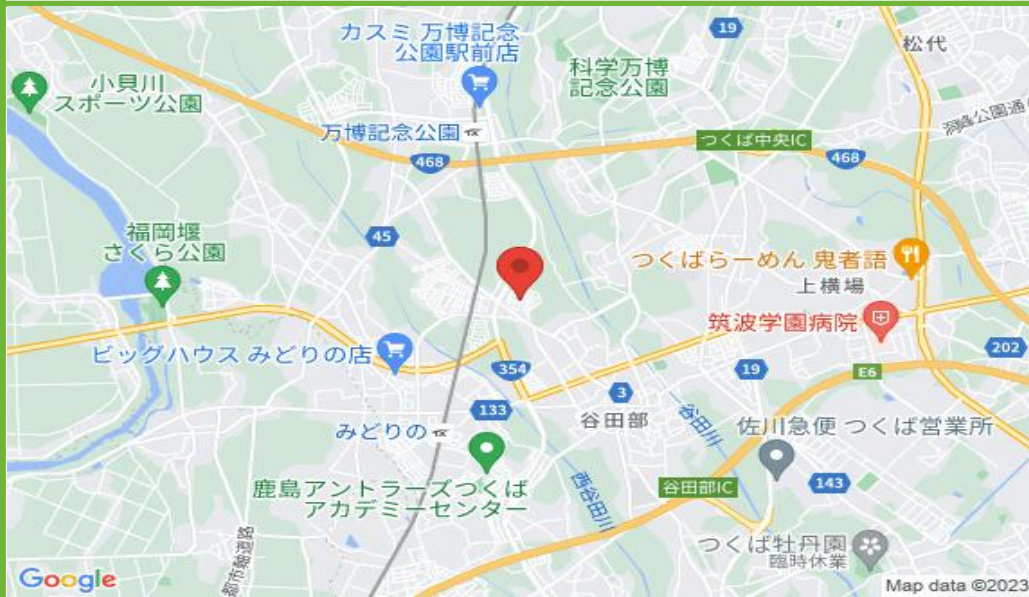 カスミ 万博記念
公園駅前店
19
松代
小貝川
スポーツ公園
科学万博
記念公園
洞峰公園通り
万博記念公園
つくば中央IC
468
468
福岡堰
さくら公園
45
つくばらーめん 鬼者語
上横場
筑波学園病院
ビッグハウス みどりの店
354
202
19
E6
3
133
谷田部
谷田川
みどりの
佐川急便 つくば営業所
鹿島アントラーズつくば
アカデミーセンター
西谷田川
谷田部IC
143
つくば牡丹園
臨時休業
都市軸道路
Google
Map data ©2023